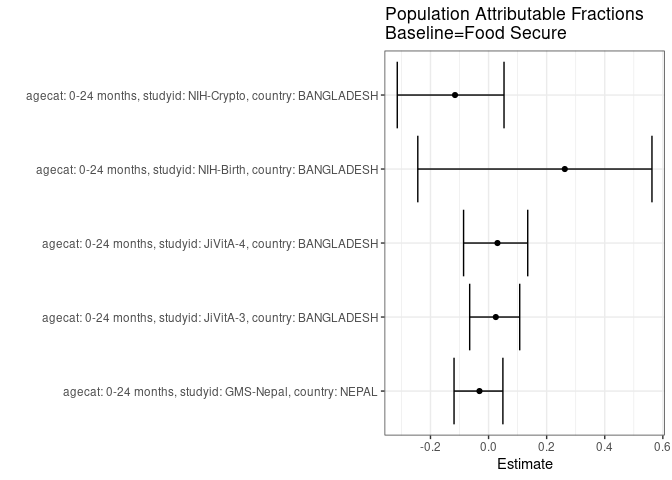 Population Attributable Fractions
Baseline=Food Secure
agecat: 0-24 months, studyid: NIH-Crypto, country: BANGLADESH
agecat: 0-24 months, studyid: NIH-Birth, country: BANGLADESH
agecat: 0-24 months, studyid: JiVitA-4, country: BANGLADESH
agecat: 0-24 months, studyid: JiVitA-3, country: BANGLADESH
agecat: 0-24 months, studyid: GMS-Nepal, country: NEPAL
-0.2 0.0 0.2 0.4 0.6
Estimate